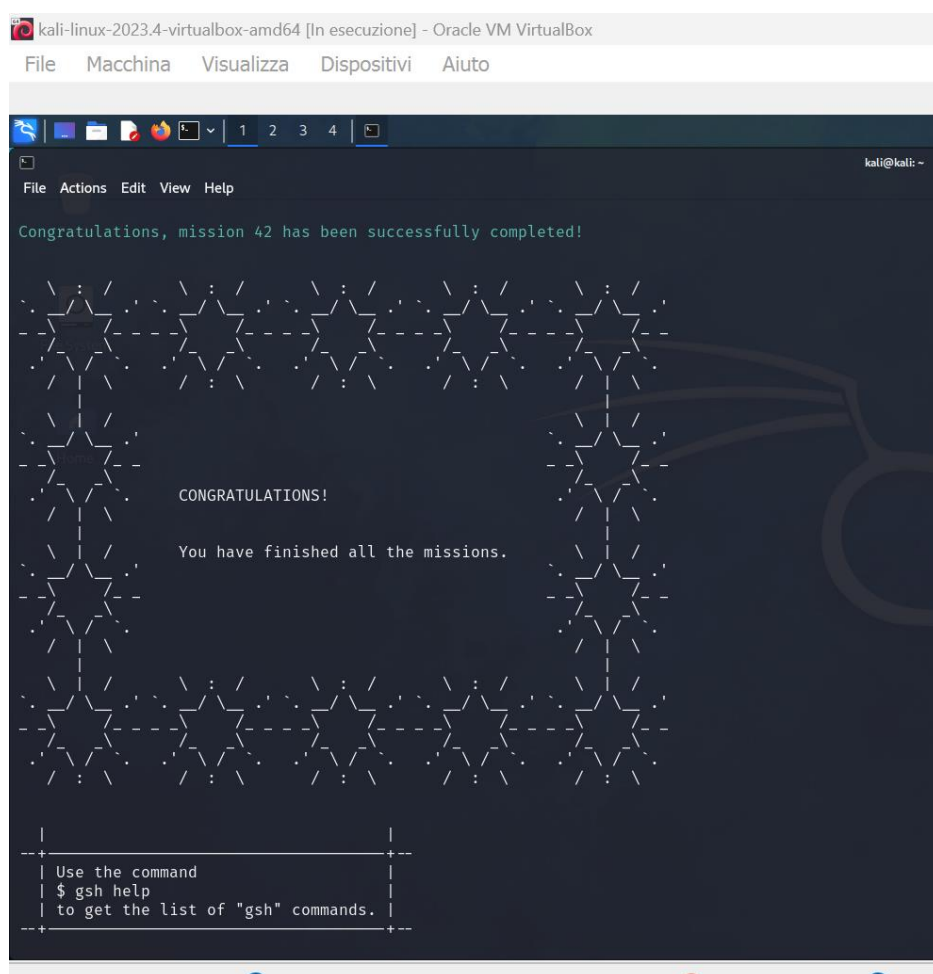 kali-linux-2023.4-virtualbox-amd64 [In esecuzione] - Oracle VM VirtualBox
File Macchina Visualizza Dispositivi Aiuto
1 2 3 4
kali@kali: ~
File Actions Edit View Help
Congratulations, mission 42 has been successfully completed!
Home
CONGRATULATIONS!
You have finished all the missions.
Use the command
$ gsh help
to get the list of "gsh" commands.